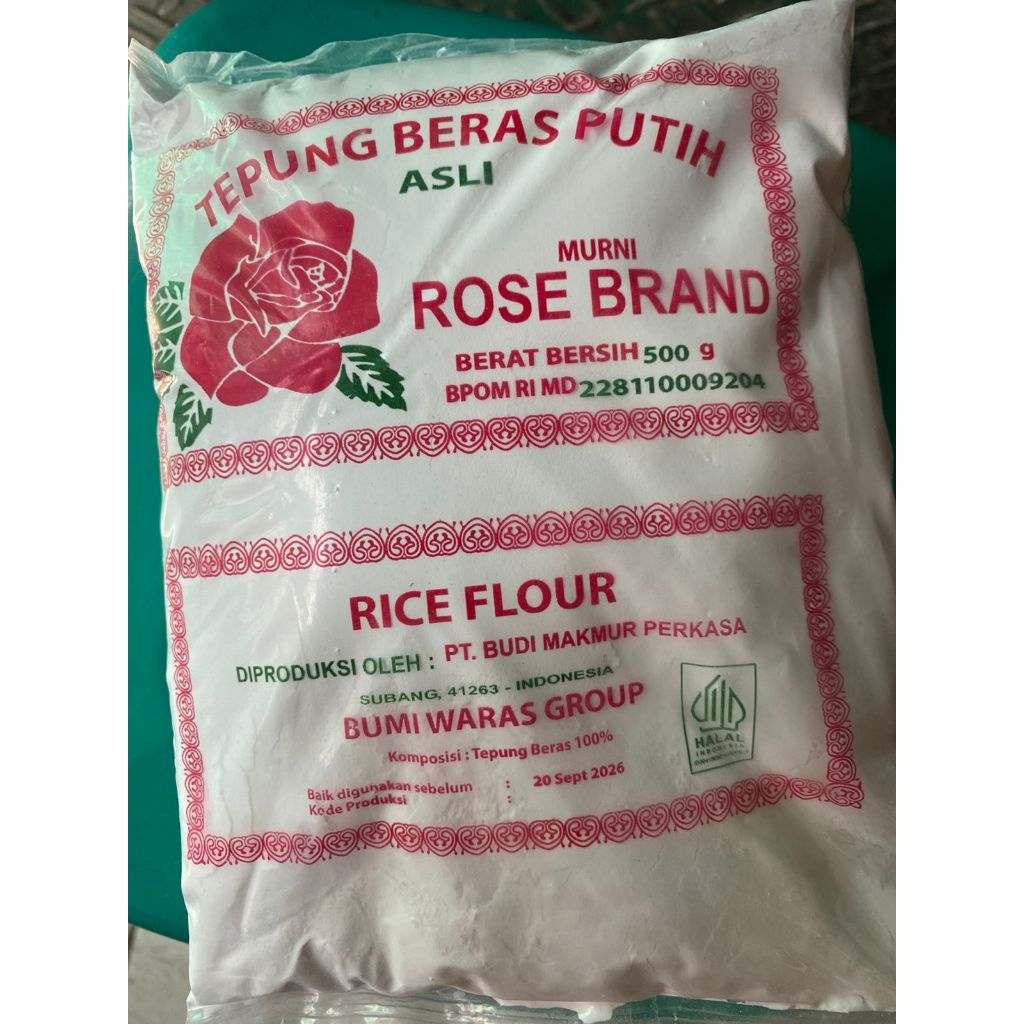 TEPUNG BERAS PUTIH
ASLI
MURNI
ROSE BRAND
BERAT BERSIH 500 g
BPOM RI MD 228110009204
RICE FLOUR
DIPRODUKSI OLEH : PT. BUDI MAKMUR PERKASA
SUBANG, 41263 - INDONESIA
BUMI WARAS GROUP
Komposisi : Tepung Beras 100%
Baik digunakan sebelum : 20 Sept 2026
Kode Produksi :
HALAL
INDONESIA